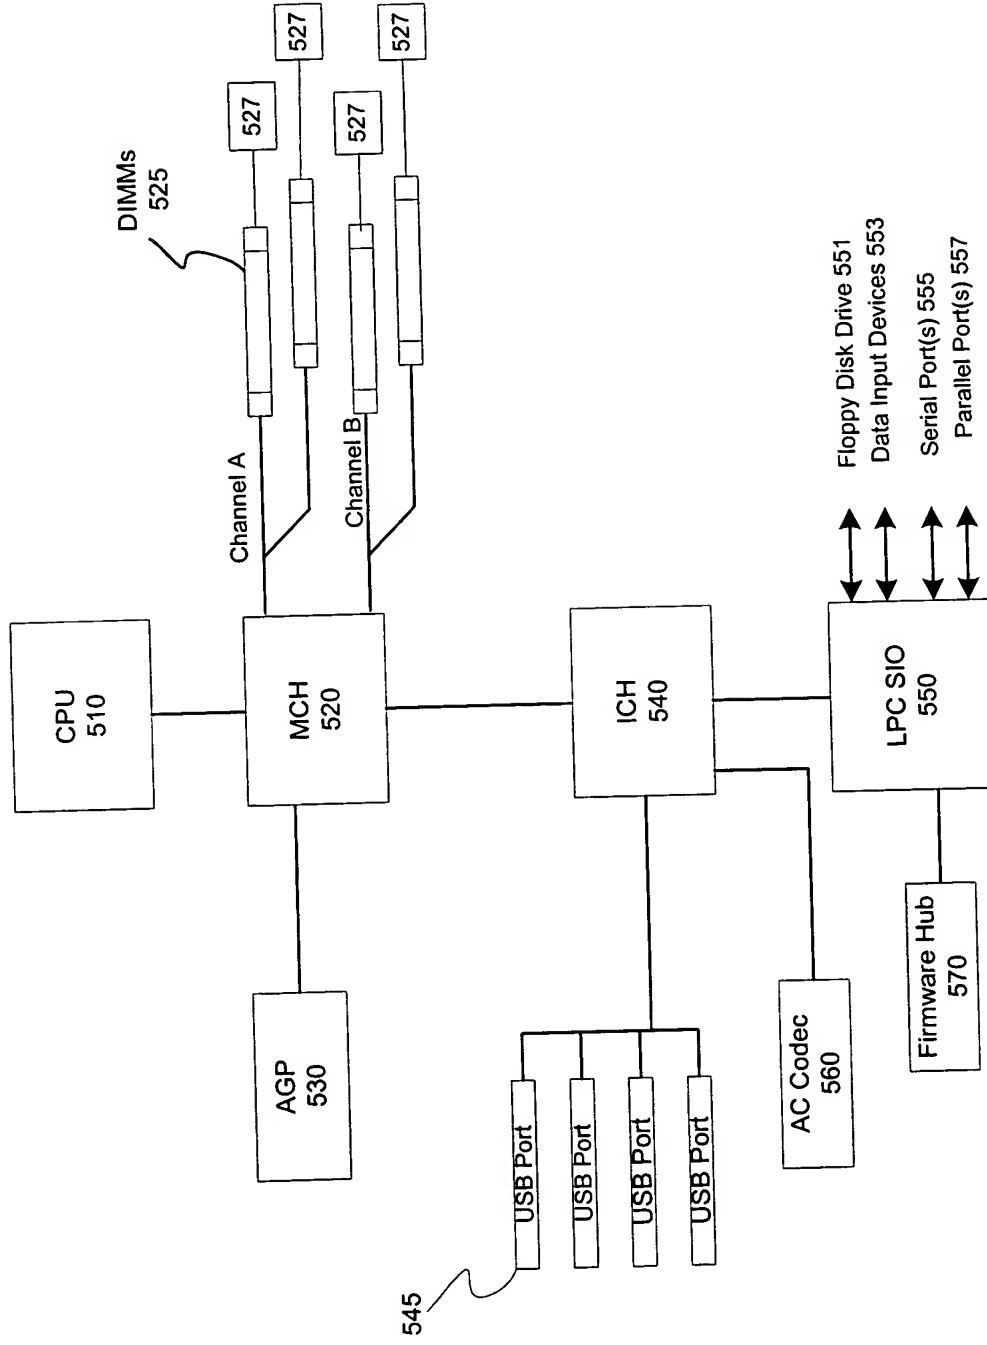 CPU
510
MCH
520
Channel A
Channel B
DIMMs
525
527
527
527
527
AGP
530
ICH
540
545
USB Port
USB Port
USB Port
USB Port
AC Codec
560
LPC SIO
550
Floppy Disk Drive 551
Data Input Devices 553
Serial Port(s) 555
Parallel Port(s) 557
Firmware Hub
570